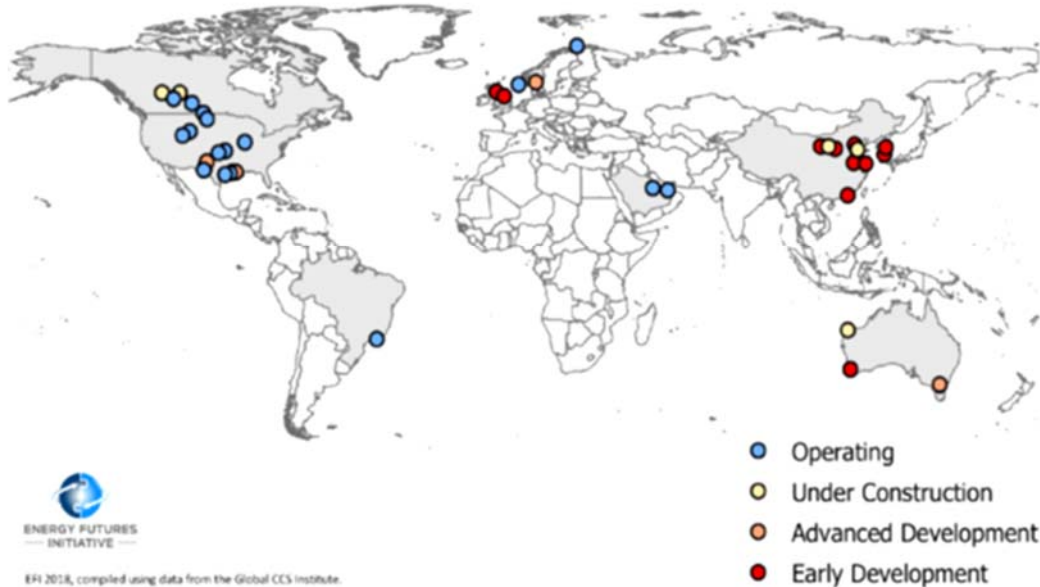 Operating
Under Construction
Advanced Development
Early Development
ENERGY FUTURES
INITIATIVE
EFI 2018, compiled using data from the Global CCS Institute.